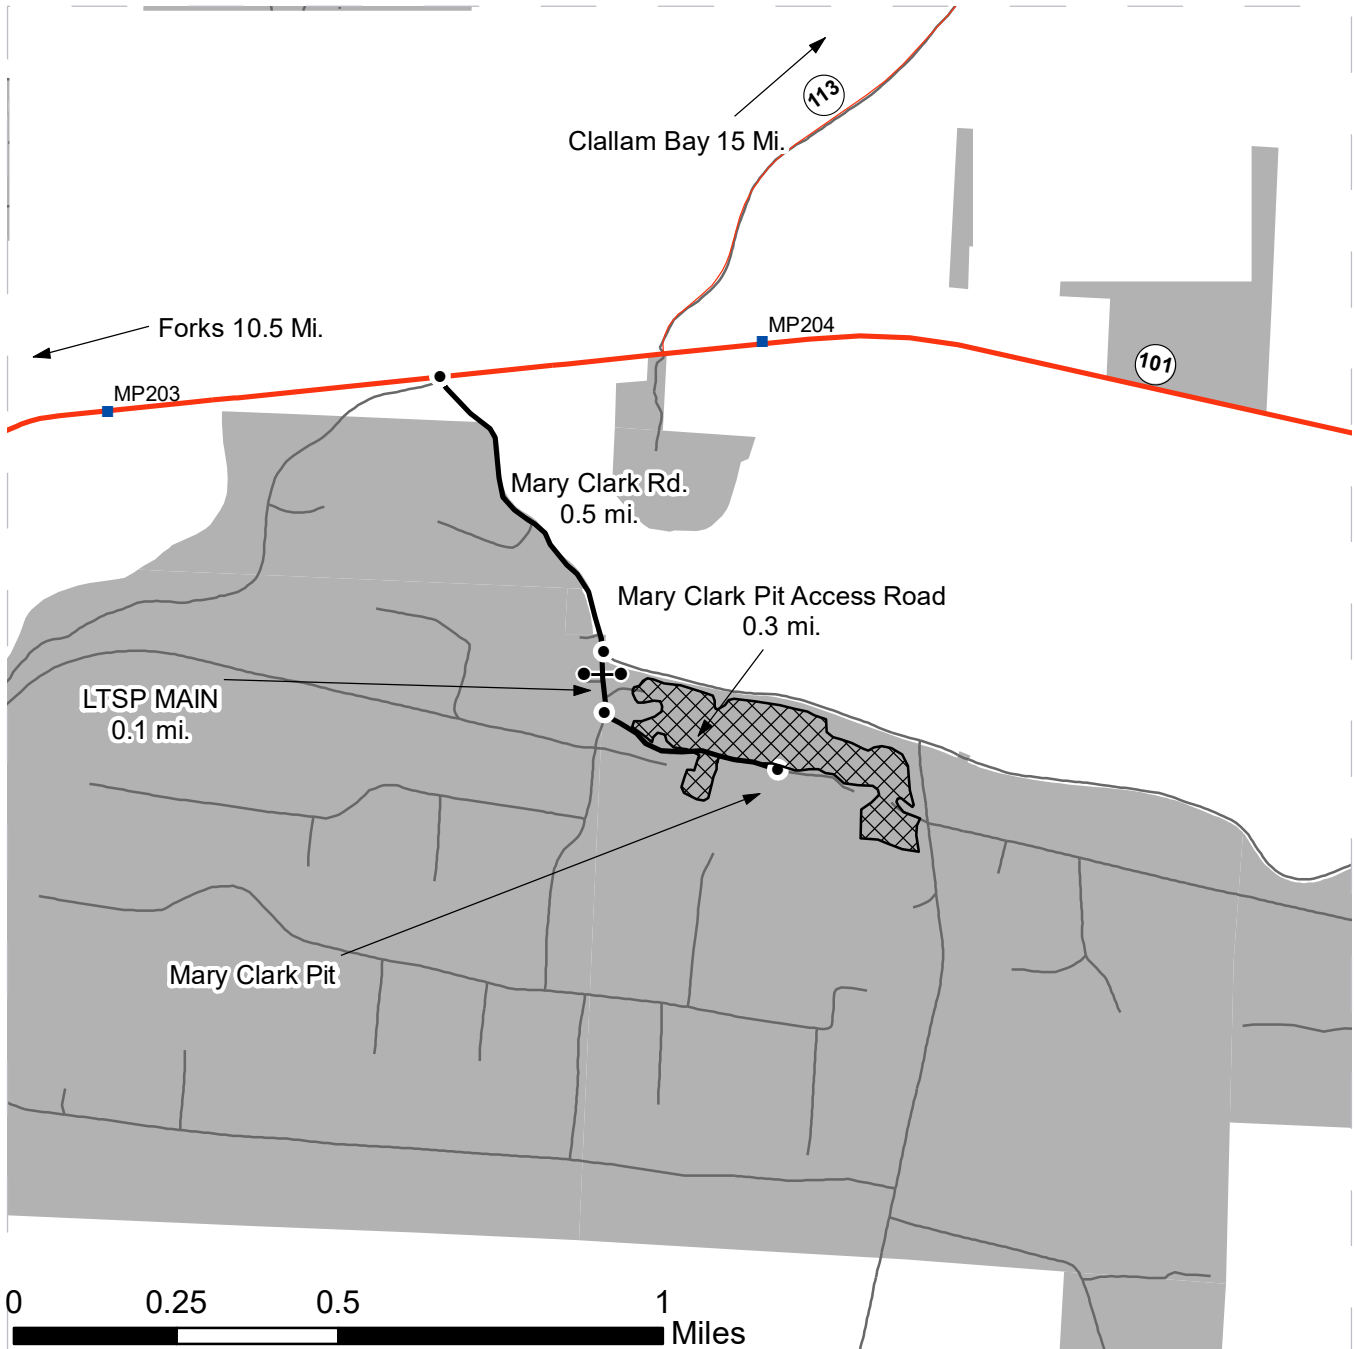 113
Clallam Bay 15 Mi.
Forks 10.5 Mi.
MP204
101
MP203
Mary Clark Rd.
0.5 mi.
Mary Clark Pit Access Road
0.3 mi.
LTSP MAIN
0.1 mi.
Mary Clark Pit
0 0.25 0.5 1
Miles